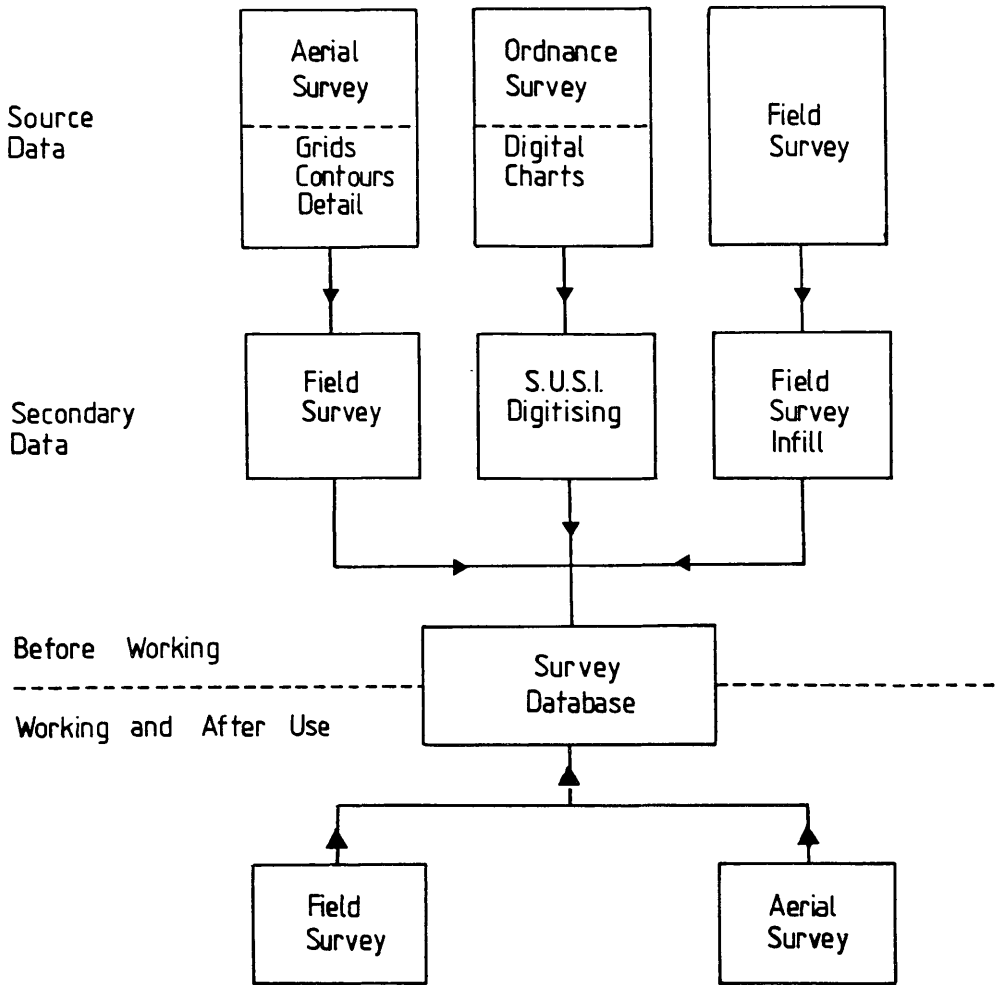 Source
Data
Aerial
Survey
Grids
Contours
Detail
Ordnance
Survey
Digital
Charts
Field
Survey
Secondary
Data
Field
Survey
S.U.S.I.
Digitising
Field
Survey
Infill
Before Working
Survey
Database
Working and After Use
Field
Survey
Aerial
Survey